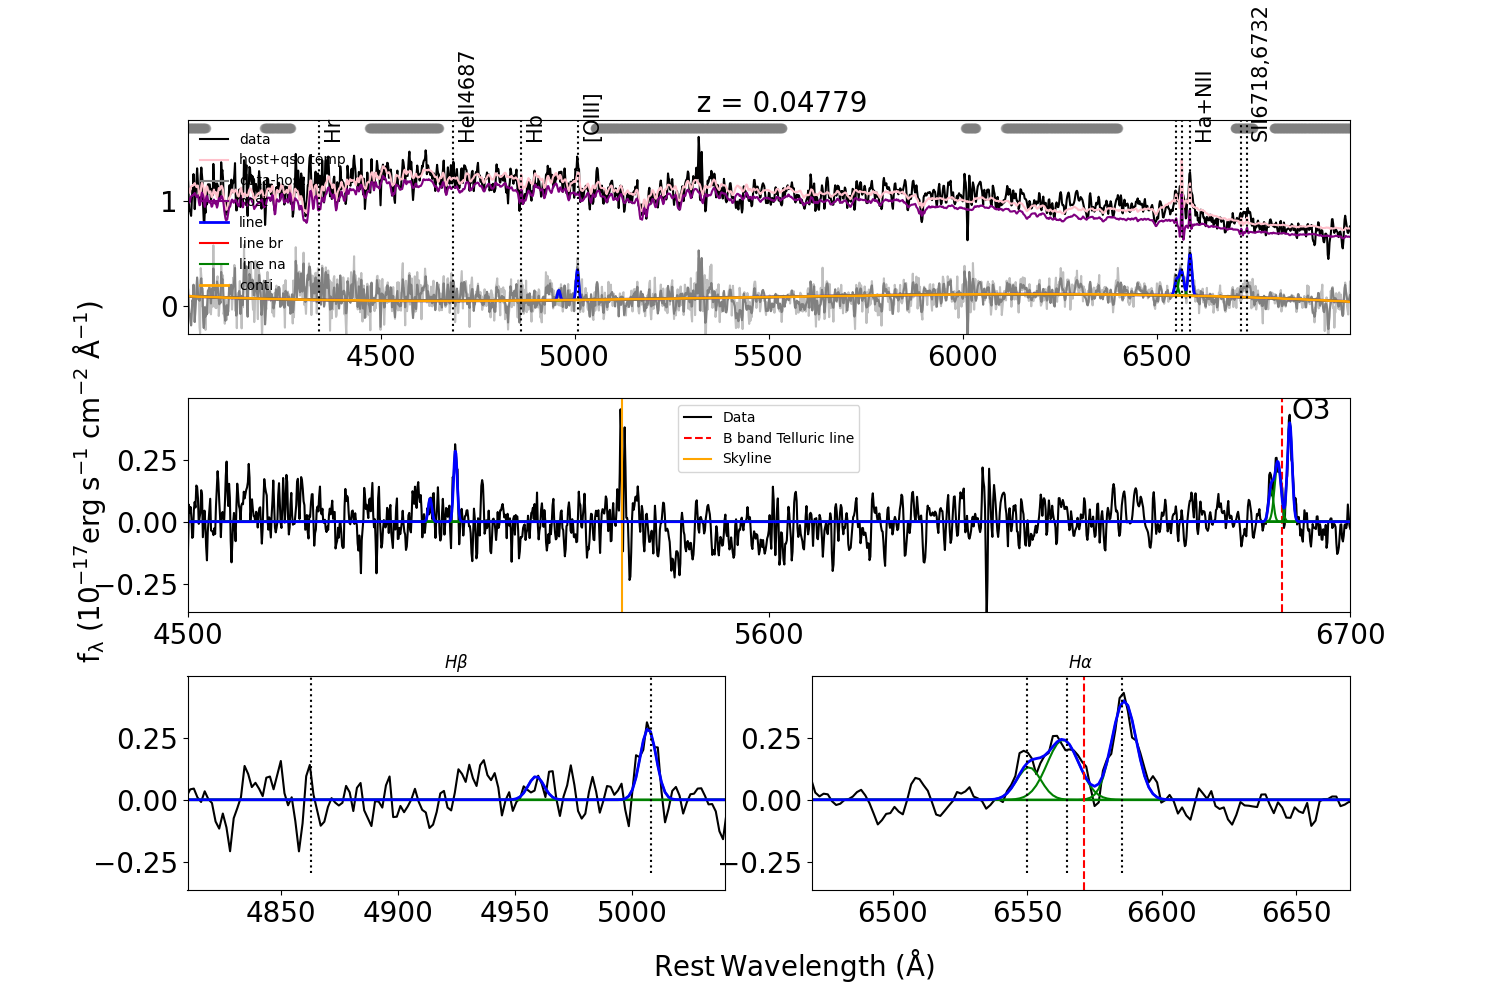 z = 0.04779
Hr
HeII4687
Hb
[OIII]
Ha+NII
SII6718,6732
data
host+qso temp
data-host
line
line br
line na
conti
1
0
4500 5000 5500 6000 6500
f_λ (10^−17 erg s^−1 cm^−2 Å^−1)
O3
Data
B band Telluric line
Skyline
0.25
0.00
−0.25
4500 5600 6700
Hβ
0.25
0.00
−0.25
4850 4900 4950 5000
Hα
0.25
0.00
−0.25
6500 6550 6600 6650
Rest Wavelength (Å)